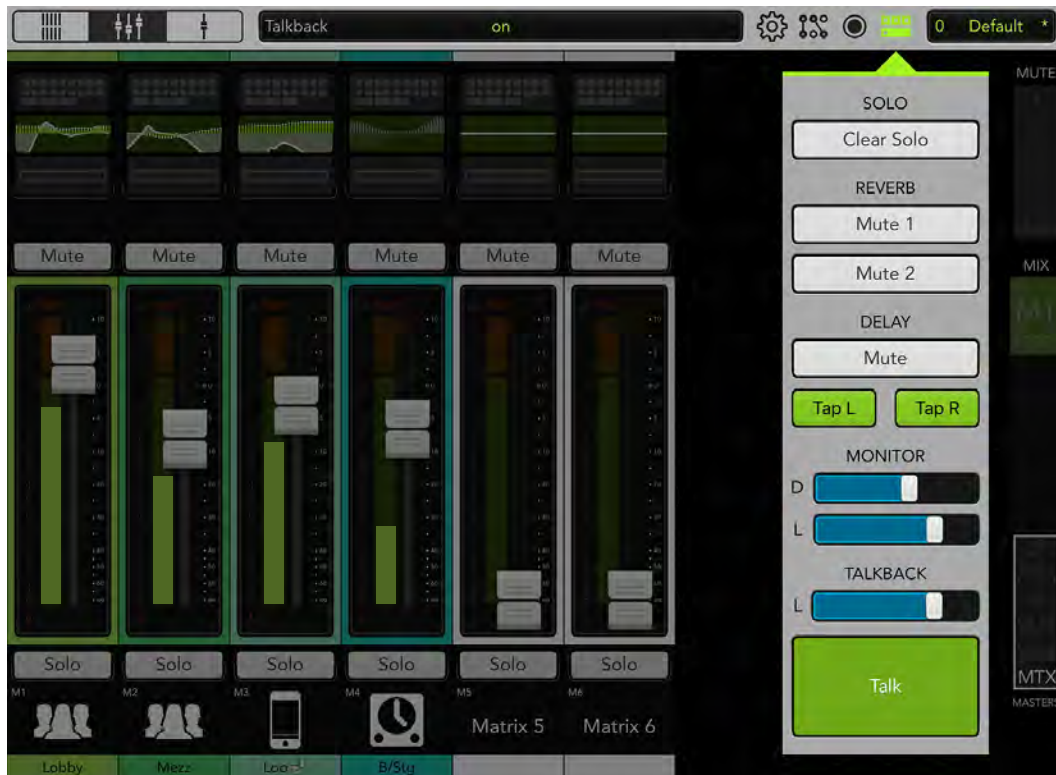 Talkback on
0 Default *
MUTE
SOLO
Clear Solo
REVERB
Mute 1
Mute 2
DELAY
Mute
Tap L Tap R
MONITOR
D
L
TALKBACK
L
Talk
MIX
MTX
MASTERS
Mute Mute Mute Mute Mute Mute
Solo Solo Solo Solo Solo Solo
M1 M2 M3 M4 M5 M6
Matrix 5 Matrix 6
Lobby Mezz B/Stg